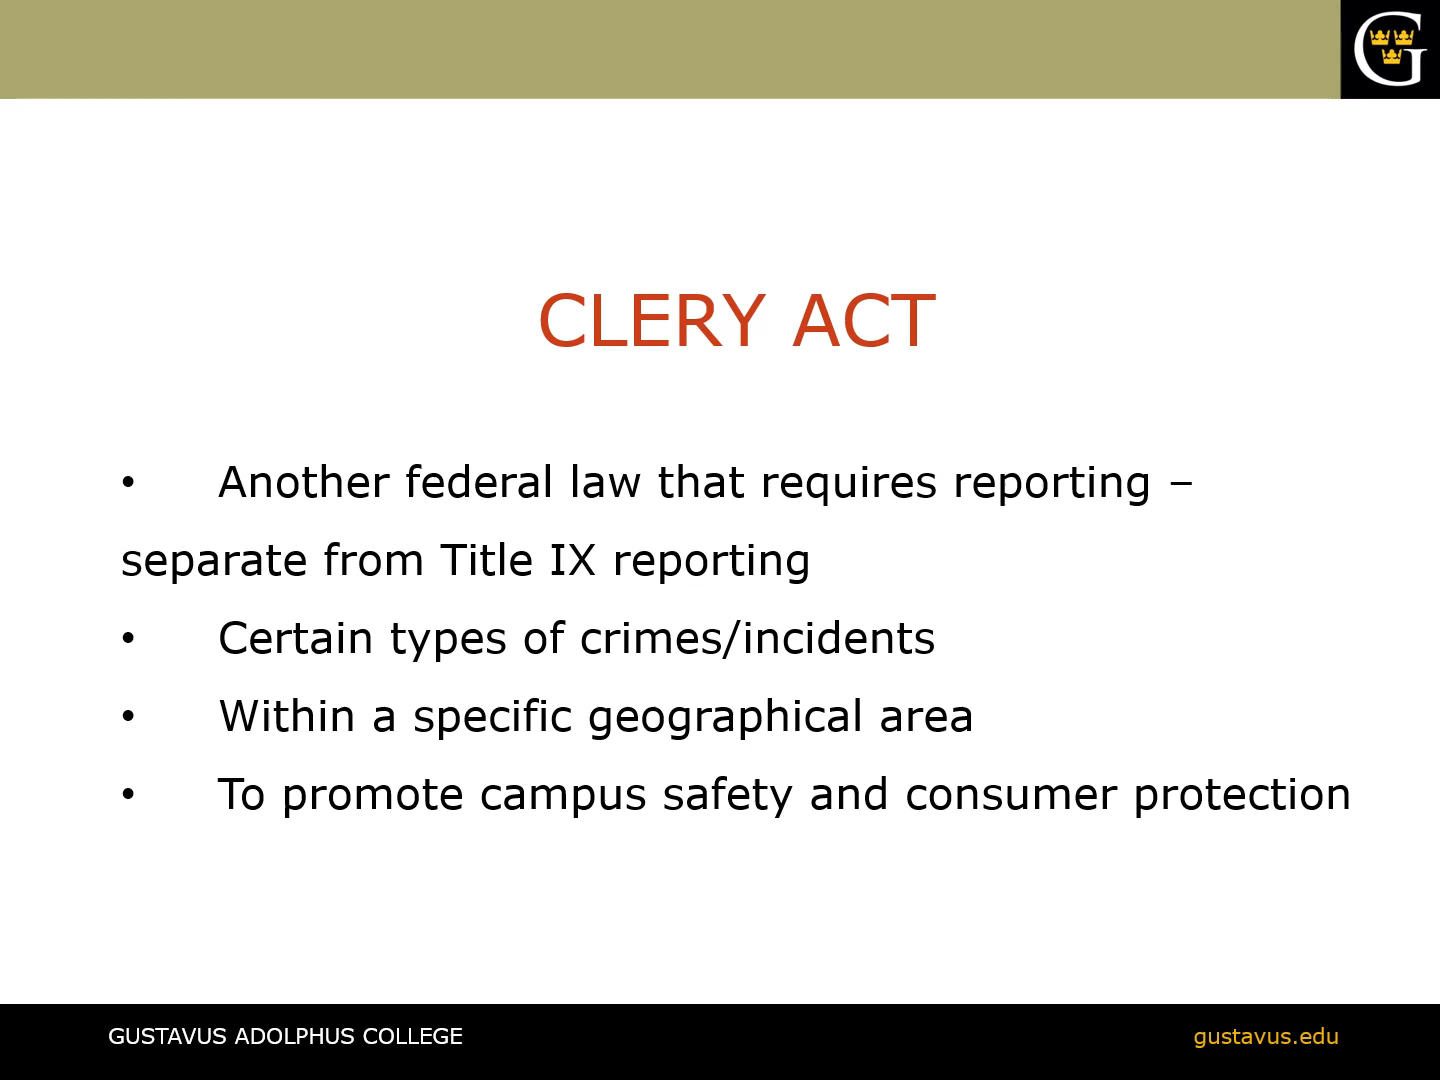 G
CLERY ACT
• Another federal law that requires reporting –
separate from Title IX reporting
• Certain types of crimes/incidents
• Within a specific geographical area
• To promote campus safety and consumer protection
GUSTAVUS ADOLPHUS COLLEGE
gustavus.edu